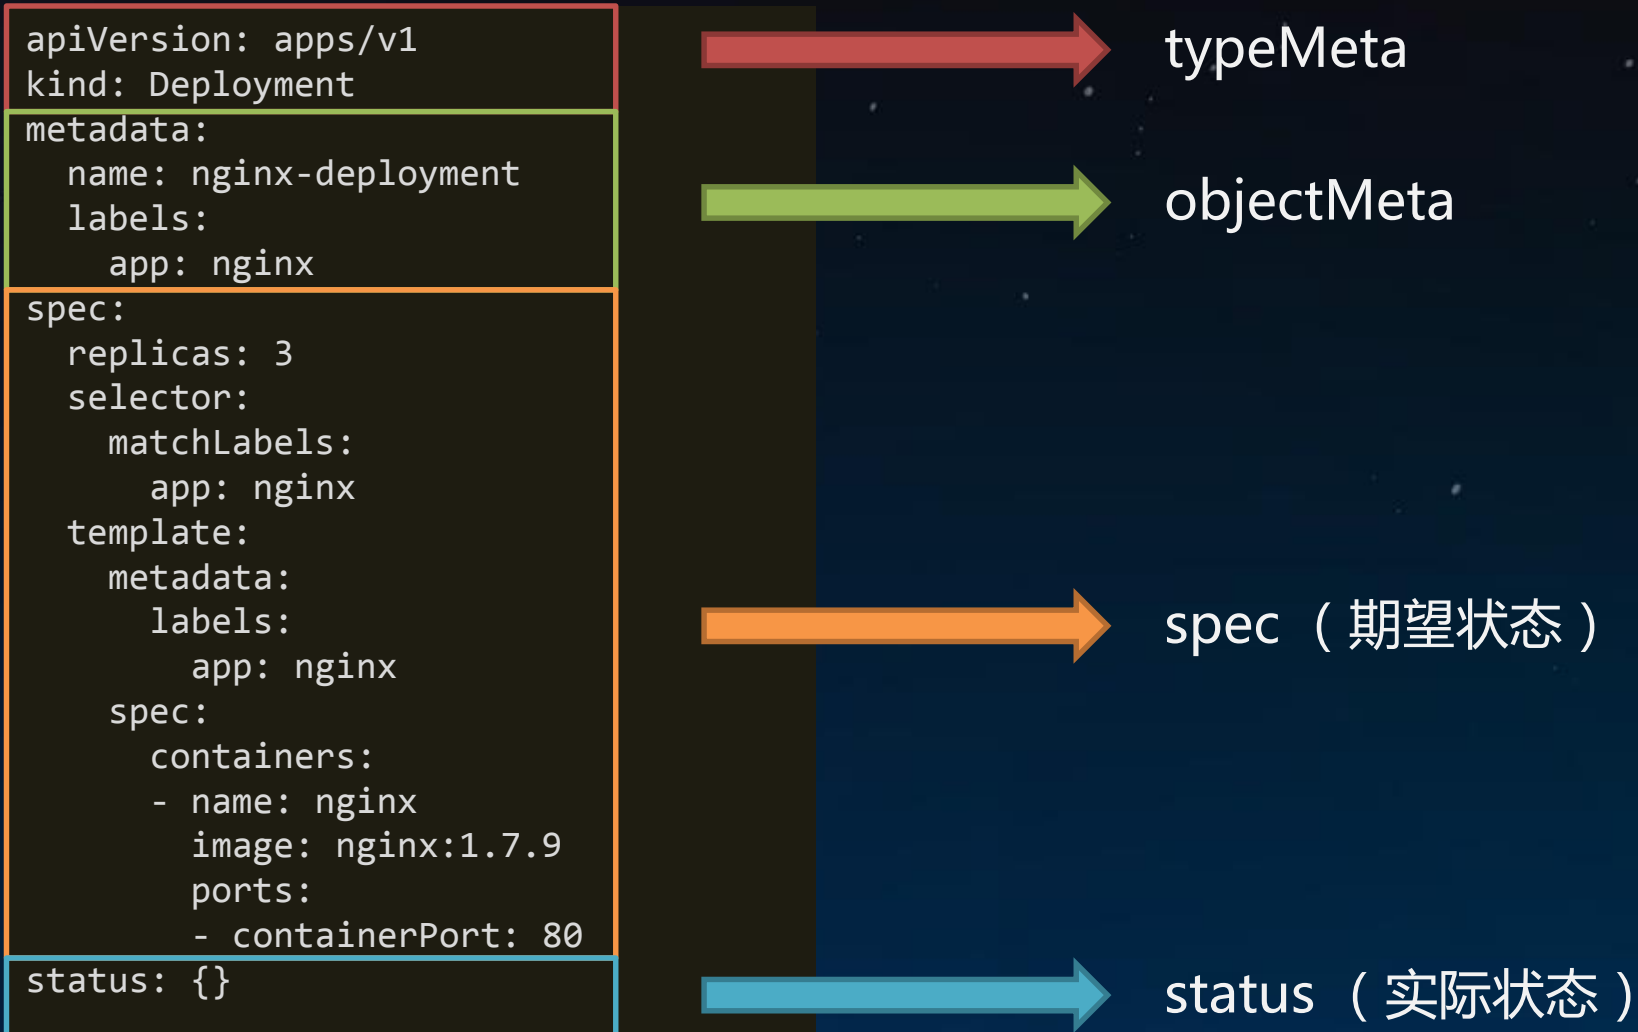 apiVersion: apps/v1
kind: Deployment
metadata:
  name: nginx-deployment
  labels:
    app: nginx
spec:
  replicas: 3
  selector:
    matchLabels:
      app: nginx
  template:
    metadata:
      labels:
        app: nginx
    spec:
      containers:
      - name: nginx
        image: nginx:1.7.9
        ports:
        - containerPort: 80
status: {}
typeMeta
objectMeta
spec（期望状态）
status（实际状态）